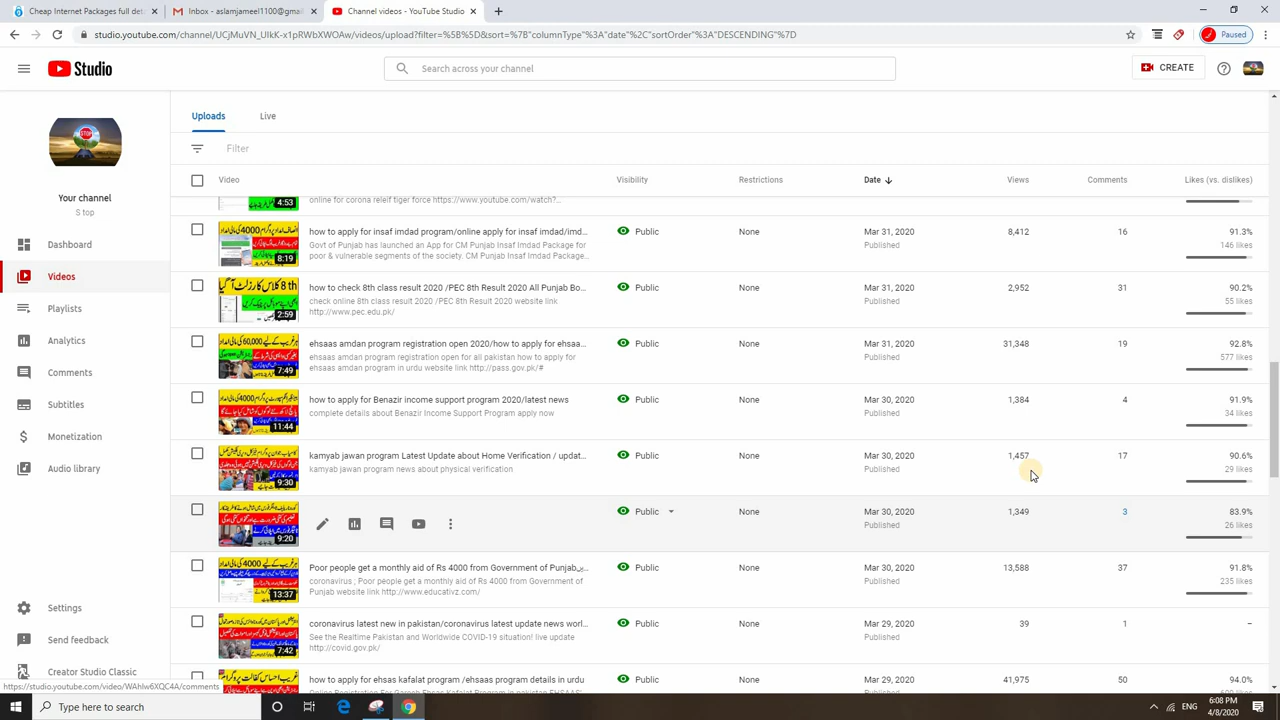 Cheap Internet Packages full det
Inbox - aslamjameel1100@gmai
Channel videos - YouTube Studio
studio.youtube.com/channel/UCjMuVN_UIkK-x1pRWbXWOAw/videos/upload?filter=%5B%5D&sort=%7B"columnType"%3A"date"%2C"sortOrder"%3A"DESCENDING"%7D
Paused
Studio
Search across your channel
CREATE
Your channel
S top
Dashboard
Videos
Playlists
Analytics
Comments
Subtitles
Monetization
Audio library
Settings
Send feedback
Creator Studio Classic
Uploads
Live
Filter
Video
Visibility
Restrictions
Date
Views
Comments
Likes (vs. dislikes)
4:53
online for corona releif tiger force https://www.youtube.com/watch?...
8:19
how to apply for insaf imdad program/online apply for insaf imdad/imd...
Public
None
Mar 31, 2020
8,412
16
91.3%
Govt of Punjab has launched an App for CM Punjab Insaf Imdad Package for
Published
146 likes
poor & vulnerable segments of the society. CM Punjab Insaf Imdad Package...
2:59
how to check 8th class result 2020 /PEC 8th Result 2020 All Punjab Bo...
Public
None
Mar 31, 2020
2,952
31
90.2%
check online 8th class result 2020 /PEC 8th Result 2020 website link
Published
55 likes
http://www.pec.edu.pk/
7:49
ehsaas amdan program registration open 2020/how to apply for ehsaa...
Public
None
Mar 31, 2020
31,348
19
92.8%
ehsaas amdan program registration open for all pakistan how to apply for
Published
577 likes
ehsaas amdan program in urdu website link http://pass.gov.pk/#
11:44
how to apply for Benazir income support program 2020/latest news
Public
None
Mar 30, 2020
1,384
4
91.9%
complete details about Benazir Income Support Program apply now
Published
34 likes
9:30
kamyab jawan program Latest Update about Home Verification / updat...
Public
None
Mar 30, 2020
1,457
17
90.6%
kamyab jawan program news about physical verification
Published
29 likes
9:20
Public
None
Mar 30, 2020
1,349
3
83.9%
Published
26 likes
13:37
Public
None
Mar 30, 2020
13,588
37
91.8%
Poor people get a monthly aid of Rs 4000 from Government of Punjab
coronavirus ; Poor people get a monthly aid of Rs 4000 from Government of
Published
235 likes
Punjab website link http://www.educativz.com/
7:42
coronavirus latest new in pakistan/coronavirus latest update news worl...
Public
None
Mar 29, 2020
39
1
–
See the Realtime Pakistan and Worldwide COVID-19 situation! live update
Published
http://covid.gov.pk/
how to apply for ehsas kafalat program /ehsas program details in urdu
Public
None
Mar 29, 2020
41,975
50
94.0%
https://studio.youtube.com/video/WAhlw6XQC4A/comments
Type here to search
ENG
6:08 PM
4/8/2020